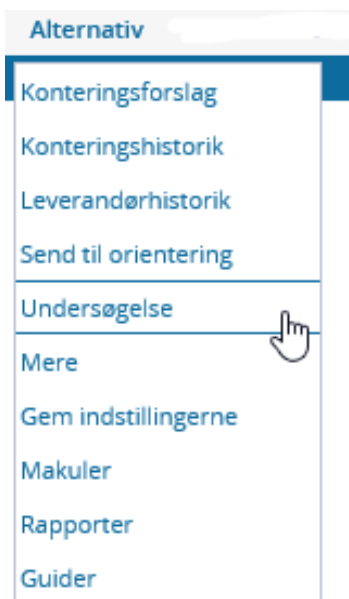 Alternativ
Konteringsforslag
Konteringshistorik
Leverandørhistorik
Send til orientering
Undersøgelse
Mere
Gem indstillingerne
Makuler
Rapporter
Guider